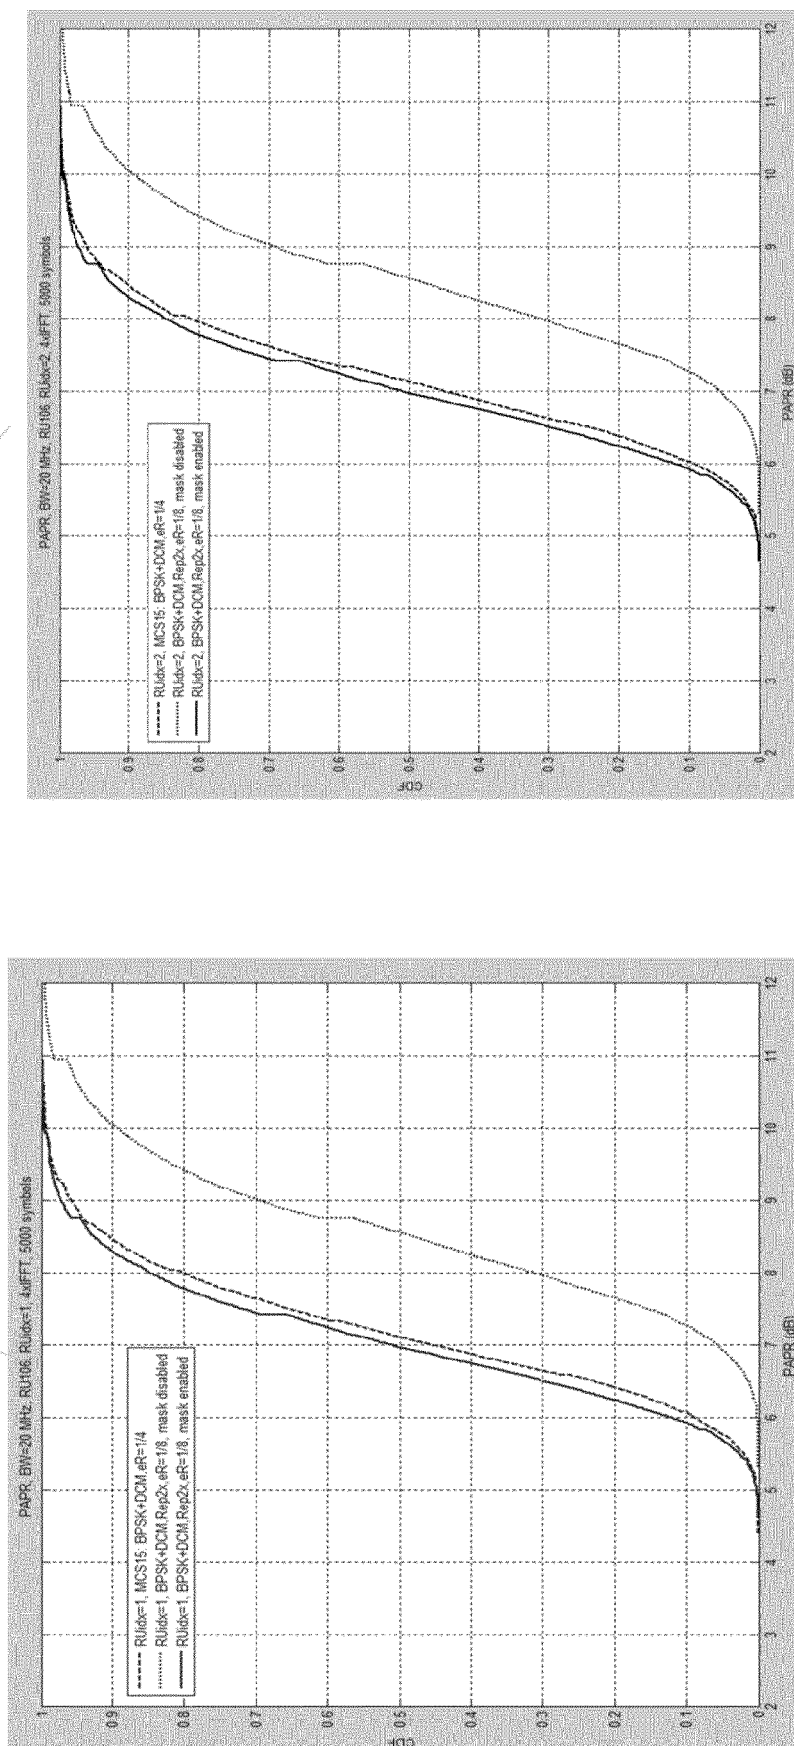 PAPR, BW=20 MHz, RU106, RUidx=1, 4xIFFT, 5000 symbols
1
0.9
0.8
0.7
0.6
0.5
0.4
0.3
0.2
0.1
0
CDF
RUidx=1, MCS15: BPSK+DCM,eR=1/4
RUidx=1, BPSK+DCM,Rep2x,eR=1/8, mask disabled
RUidx=1, BPSK+DCM,Rep2x,eR=1/8, mask enabled
2 3 4 5 6 7 8 9 10 11 12
PAPR (dB)
PAPR, BW=20 MHz, RU106, RUidx=2, 4xIFFT, 5000 symbols
1
0.9
0.8
0.7
0.6
0.5
0.4
0.3
0.2
0.1
0
CDF
RUidx=2, MCS15: BPSK+DCM,eR=1/4
RUidx=2, BPSK+DCM,Rep2x,eR=1/8, mask disabled
RUidx=2, BPSK+DCM,Rep2x,eR=1/8, mask enabled
2 3 4 5 6 7 8 9 10 11 12
PAPR (dB)